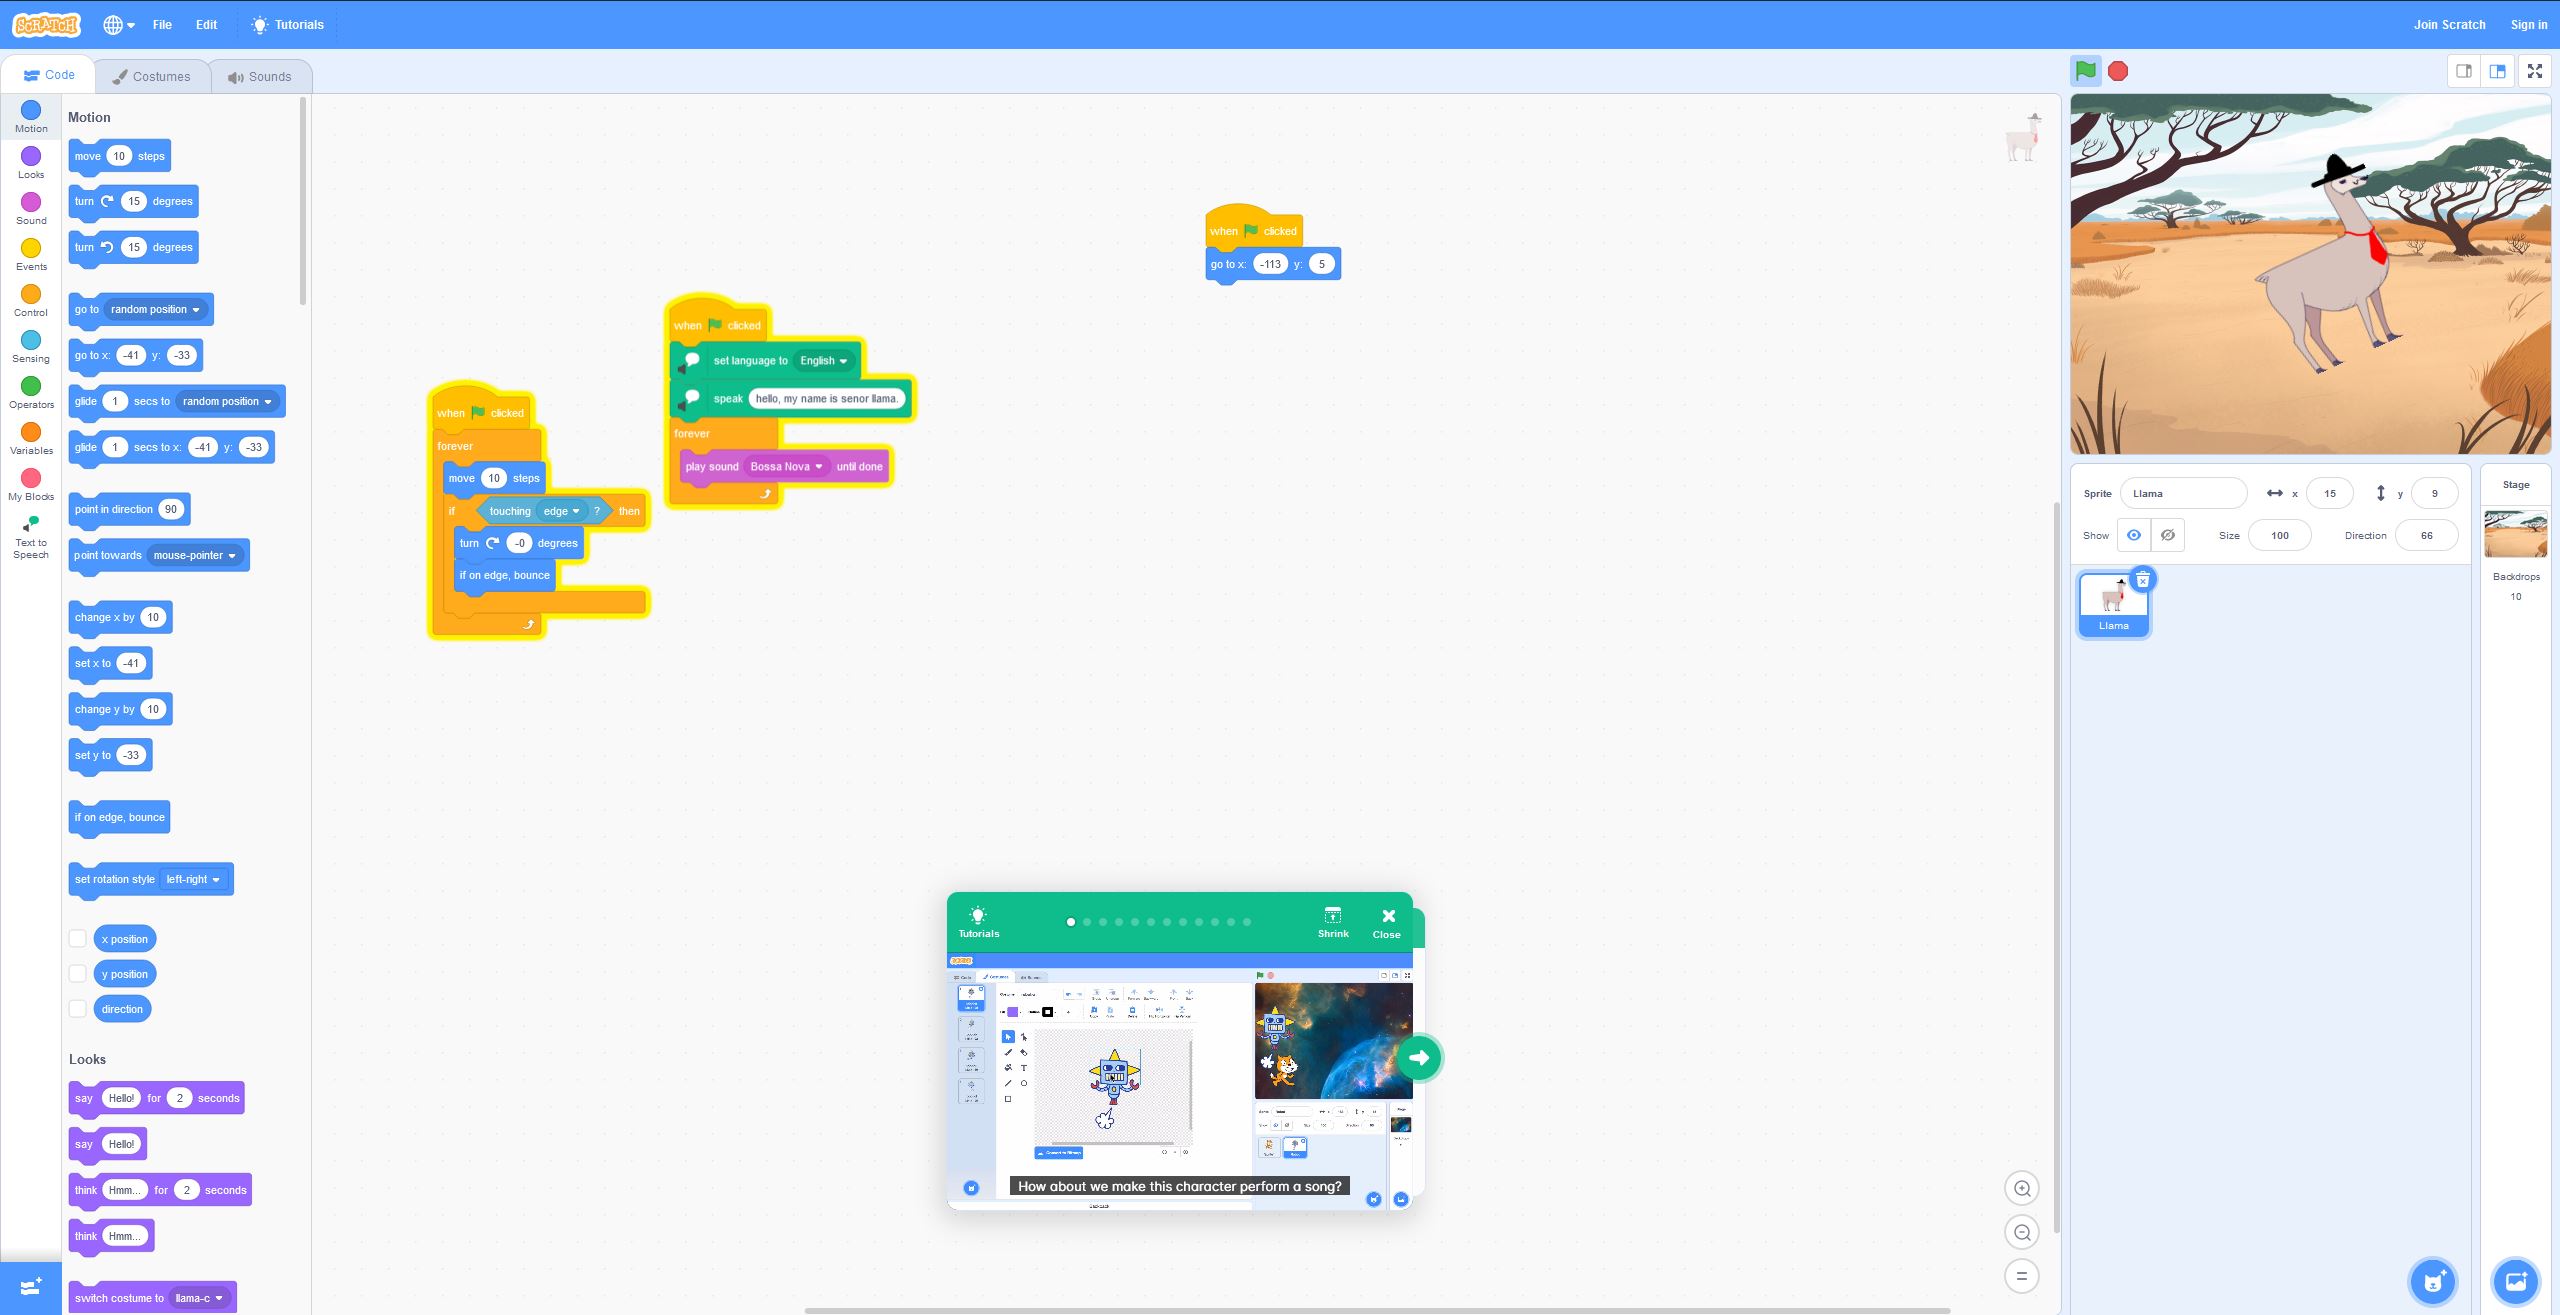 SCRATCH
File
Edit
Tutorials
Join Scratch
Sign in
Code
Costumes
Sounds
Motion
Looks
Sound
Events
Control
Sensing
Operators
Variables
My Blocks
Text to
Speech
Motion
move 10 steps
turn 15 degrees
turn 15 degrees
go to random position
go to x: -41 y: -33
glide 1 secs to random position
glide 1 secs to x: -41 y: -33
point in direction 90
point towards mouse-pointer
change x by 10
set x to -41
change y by 10
set y to -33
if on edge, bounce
set rotation style left-right
x position
y position
direction
Looks
say Hello! for 2 seconds
say Hello!
think Hmm... for 2 seconds
think Hmm...
switch costume to llama-c
when clicked
forever
move 10 steps
if touching edge ? then
turn -0 degrees
if on edge, bounce
when clicked
set language to English
speak hello, my name is senor llama.
forever
play sound Bossa Nova until done
when clicked
go to x: -113 y: 5
Tutorials
Shrink
Close
How about we make this character perform a song?
Sprite Llama x 15 y 9
Show Size 100 Direction 66
Llama
Stage
Backdrops
10